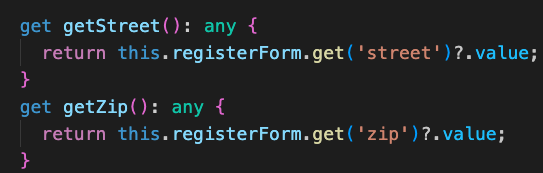 get getStreet(): any {
  return this.registerForm.get('street')?.value;
}
get getZip(): any {
  return this.registerForm.get('zip')?.value;
}